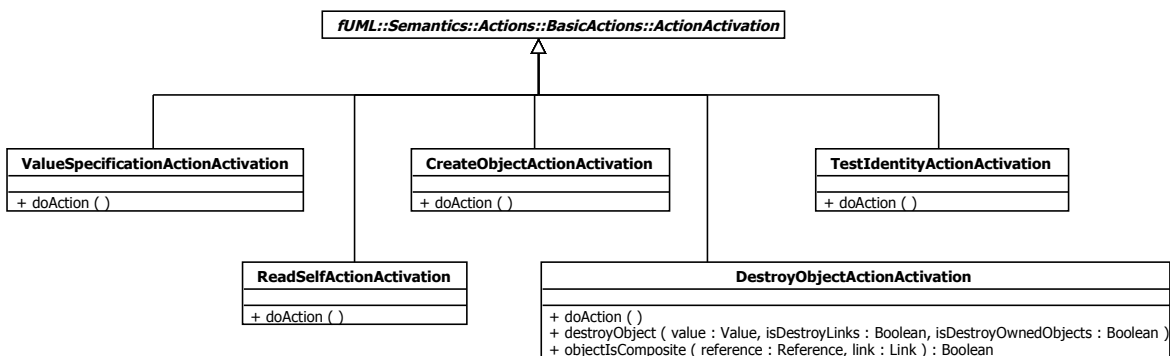 fUML::Semantics::Actions::BasicActions::ActionActivation
ValueSpecificationActionActivation
+ doAction ( )
CreateObjectActionActivation
+ doAction ( )
TestIdentityActionActivation
+ doAction ( )
ReadSelfActionActivation
+ doAction ( )
DestroyObjectActionActivation
+ doAction ( )
+ destroyObject ( value : Value, isDestroyLinks : Boolean, isDestroyOwnedObjects : Boolean )
+ objectIsComposite ( reference : Reference, link : Link ) : Boolean